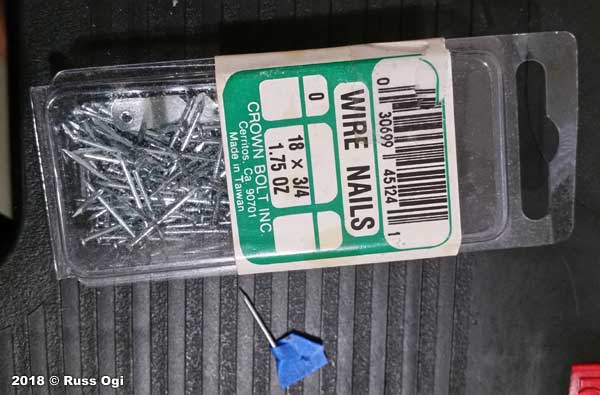 0 30699 45124 1
WIRE NAILS
0
18 X 3/4
1.75 OZ
CROWN BOLT INC
Cerritos, Ca 90701
Made in Taiwan
2018 © Russ Ogi